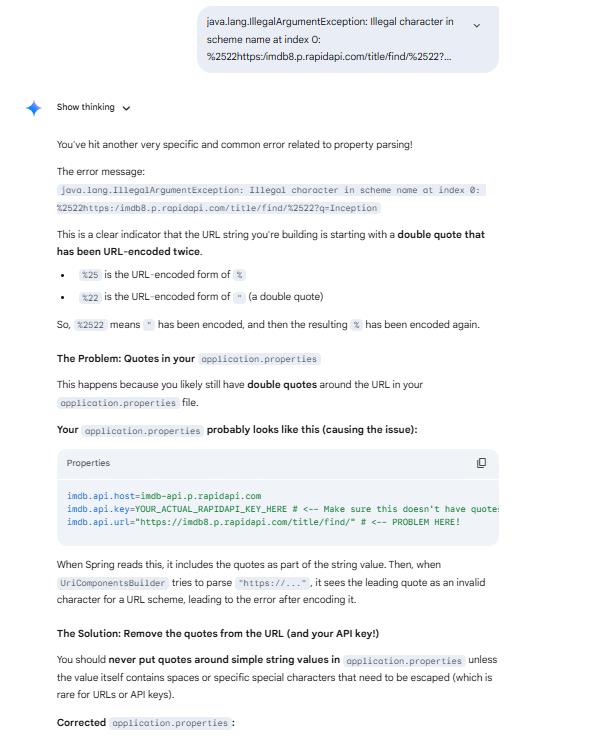 java.lang.IllegalArgumentException: Illegal character in
scheme name at index 0:
%2522https:/imdb8.p.rapidapi.com/title/find/%2522?...
Show thinking
You've hit another very specific and common error related to property parsing!
The error message:
java.lang.IllegalArgumentException: Illegal character in scheme name at index 0:
%2522https:/imdb8.p.rapidapi.com/title/find/%2522?q=Inception
This is a clear indicator that the URL string you're building is starting with a double quote that
has been URL-encoded twice.
• %25 is the URL-encoded form of %
• %22 is the URL-encoded form of " (a double quote)
So, %2522 means " has been encoded, and then the resulting % has been encoded again.
The Problem: Quotes in your application.properties
This happens because you likely still have double quotes around the URL in your
application.properties file.
Your application.properties probably looks like this (causing the issue):
Properties
imdb.api.host=imdb-api.p.rapidapi.com
imdb.api.key=YOUR_ACTUAL_RAPIDAPI_KEY_HERE # <-- Make sure this doesn't have quotes
imdb.api.url="https://imdb8.p.rapidapi.com/title/find/" # <-- PROBLEM HERE!
When Spring reads this, it includes the quotes as part of the string value. Then, when
UriComponentsBuilder tries to parse "https://...", it sees the leading quote as an invalid
character for a URL scheme, leading to the error after encoding it.
The Solution: Remove the quotes from the URL (and your API key!)
You should never put quotes around simple string values in application.properties unless
the value itself contains spaces or specific special characters that need to be escaped (which is
rare for URLs or API keys).
Corrected application.properties: